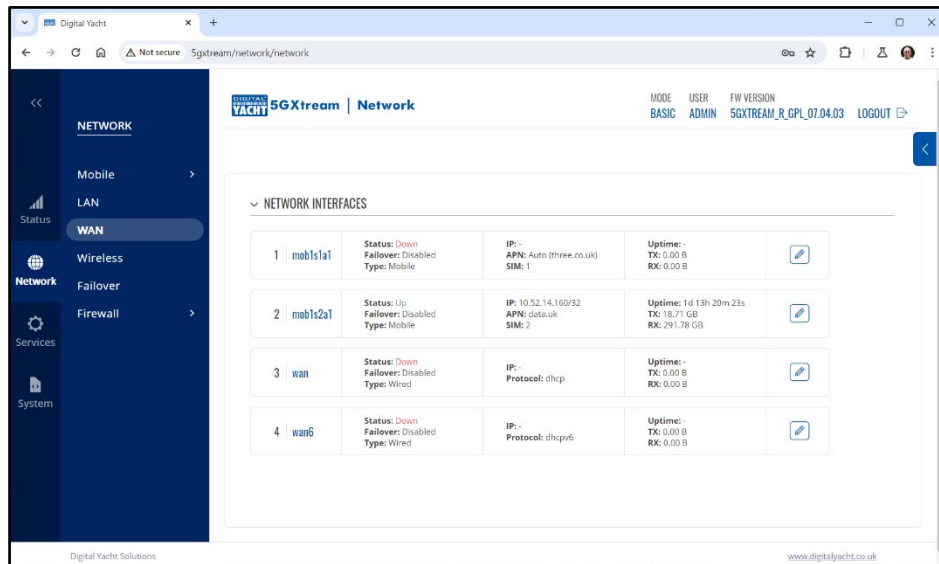 Digital Yacht
Not secure 5gxtream/network/network
DIGITAL YACHT 5GXtream | Network
MODE USER FW VERSION
BASIC ADMIN 5GXTREAM_R_GPL_07.04.03 LOGOUT
NETWORK
Mobile
LAN
WAN
Wireless
Failover
Firewall
Status
Network
Services
System
NETWORK INTERFACES
1 mob1s1a1
Status: Down
Failover: Disabled
Type: Mobile
IP: -
APN: Auto (three.co.uk)
SIM: 1
Uptime: -
TX: 0.00 B
RX: 0.00 B
2 mob1s2a1
Status: Up
Failover: Disabled
Type: Mobile
IP: 10.52.14.160/32
APN: data.uk
SIM: 2
Uptime: 1d 13h 20m 23s
TX: 18.71 GB
RX: 291.78 GB
3 wan
Status: Down
Failover: Disabled
Type: Wired
IP: -
Protocol: dhcp
Uptime: -
TX: 0.00 B
RX: 0.00 B
4 wan6
Status: Down
Failover: Disabled
Type: Wired
IP: -
Protocol: dhcpv6
Uptime: -
TX: 0.00 B
RX: 0.00 B
Digital Yacht Solutions
www.digitalyacht.co.uk